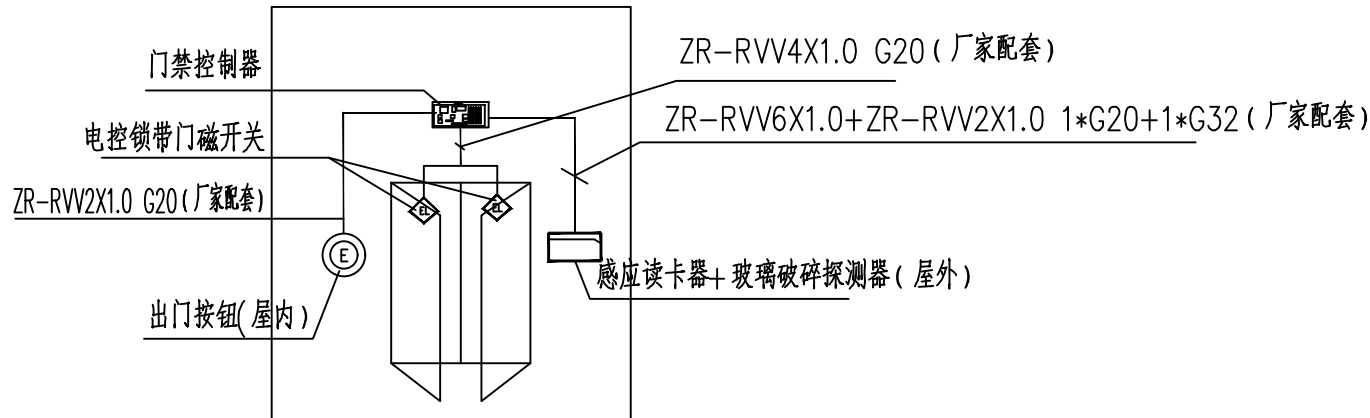 ZR-RVV4X1.0 G20(厂家配套)
门禁控制器
ZR-RVV6X1.0+ZR-RVV2X1.0 1*G20+1*G32(厂家配套)
电控锁带门磁开关
ZR-RVV2X1.0 G20(厂家配套)
EL
EL
E
感应读卡器+玻璃破碎探测器(屋外)
出门按钮(屋内)